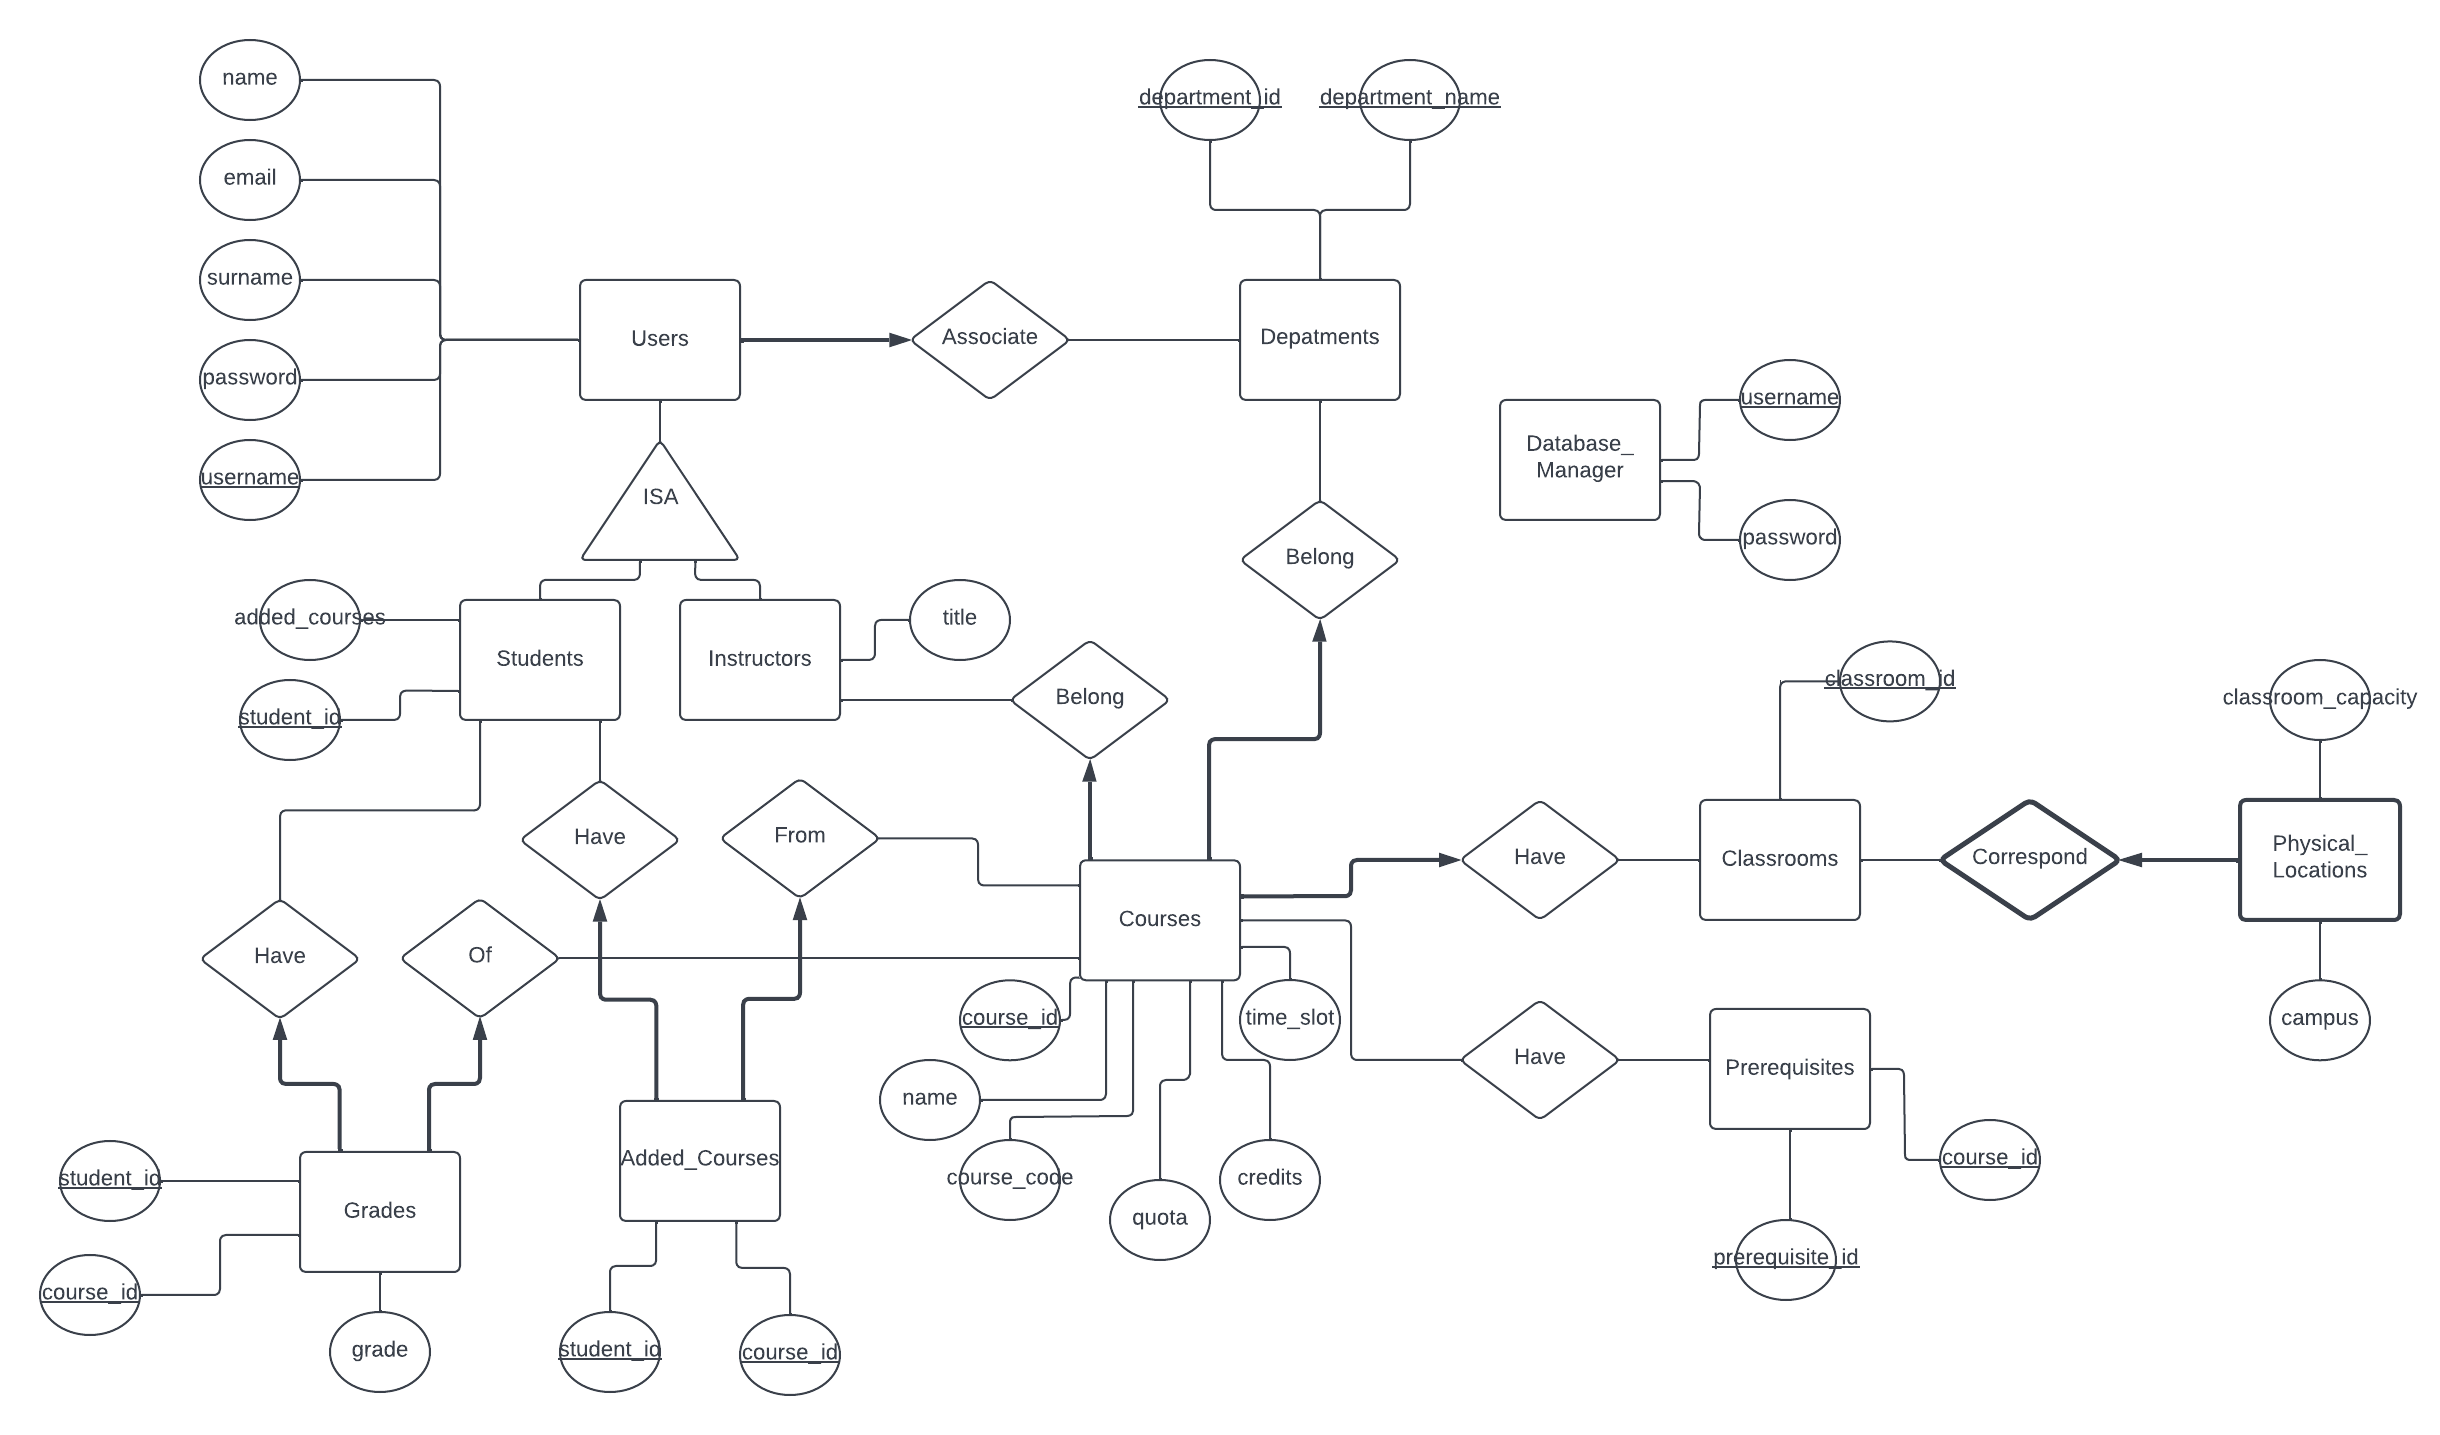 name
department_id
department_name
email
surname
Users
Associate
Depatments
password
username
username
Database_
Manager
ISA
password
Belong
added_courses
title
Students
Instructors
student_id
Belong
classroom_id
classroom_capacity
Have
From
Have
Classrooms
Correspond
Physical_
Locations
Courses
Have
Of
course_id
time_slot
campus
name
Have
Prerequisites
student_id
Grades
Added_Courses
course_code
credits
course_id
quota
prerequisite_id
course_id
grade
student_id
course_id